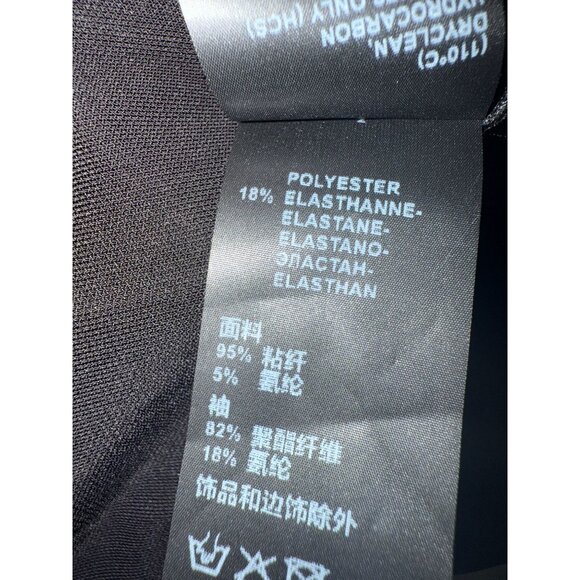 (110°C)
DRYCLEAN,
HYDROCARBON
ONLY (HCS)
POLYESTER
18% ELASTHANNE-
ELASTANE-
ELASTANO-
ЭЛАСТАН-
ELASTHAN
面料
95% 粘纤
5% 氨纶
袖
82% 聚酯纤维
18% 氨纶
饰品和边饰除外